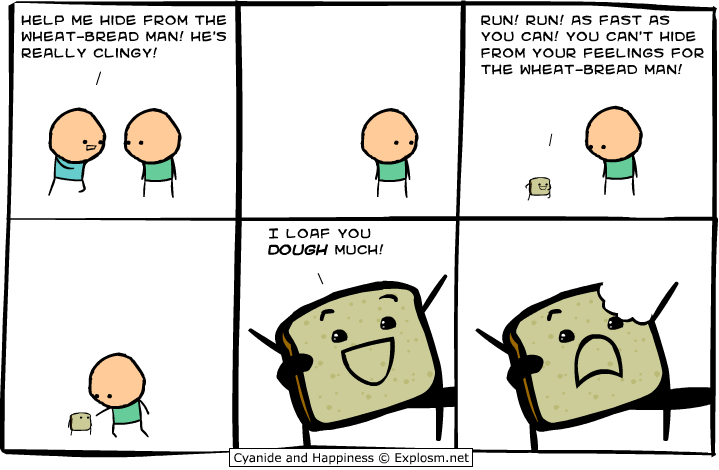 HELP ME HIDE FROM THE
WHEAT-BREAD MAN! HE'S
REALLY CLINGY!
RUN! RUN! AS FAST AS
YOU CAN! YOU CAN'T HIDE
FROM YOUR FEELINGS FOR
THE WHEAT-BREAD MAN!
I LOAF YOU
DOUGH MUCH!
Cyanide and Happiness © Explosm.net